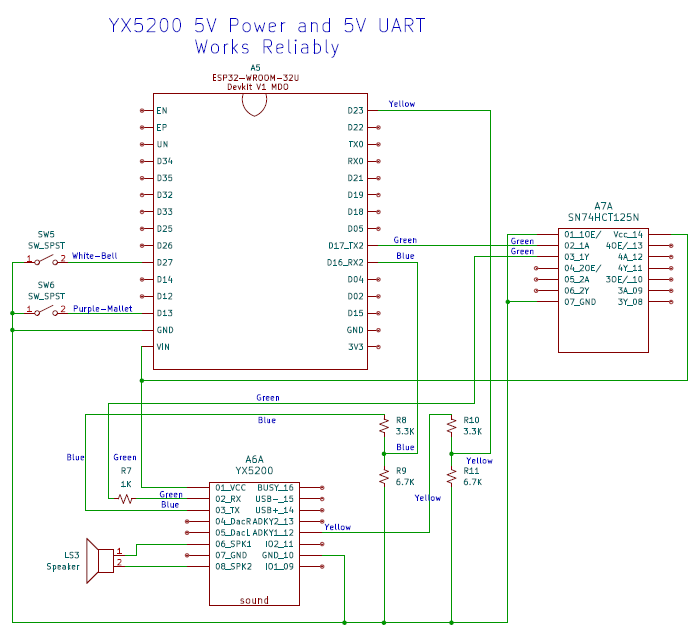 YX5200 5V Power and 5V UART
Works Reliably
A5
ESP32-WROOM-32U
Devkit V1 MDO
EN
EP
UN
D34
D35
D32
D33
D25
D26
D27
D14
D12
D13
GND
VIN
D23
D22
TX0
RX0
D21
D19
D18
D05
D17_TX2
D16_RX2
D04
D02
D15
GND
3V3
Yellow
Green
Blue
SW5
SW_SPST
1
2
White-Bell
SW6
SW_SPST
1
2
Purple-Mallet
A7A
SN74HCT125N
Green
Green
01_1OE/
02_1A
03_1Y
04_2OE/
05_2A
06_2Y
07_GND
Vcc_14
4OE/_13
4A_12
4Y_11
3OE/_10
3A_09
3Y_08
Green
Blue
Blue
Green
R7
1K
Green
Blue
R8
3.3K
Blue
R9
6.7K
R10
3.3K
Yellow
R11
6.7K
Yellow
Yellow
A6A
YX5200
01_VCC
02_RX
03_TX
04_DacR
05_DacL
06_SPK1
07_GND
08_SPK2
BUSY_16
USB-_15
USB+_14
ADKY2_13
ADKY1_12
IO2_11
GND_10
IO1_09
sound
LS3
Speaker
1
2